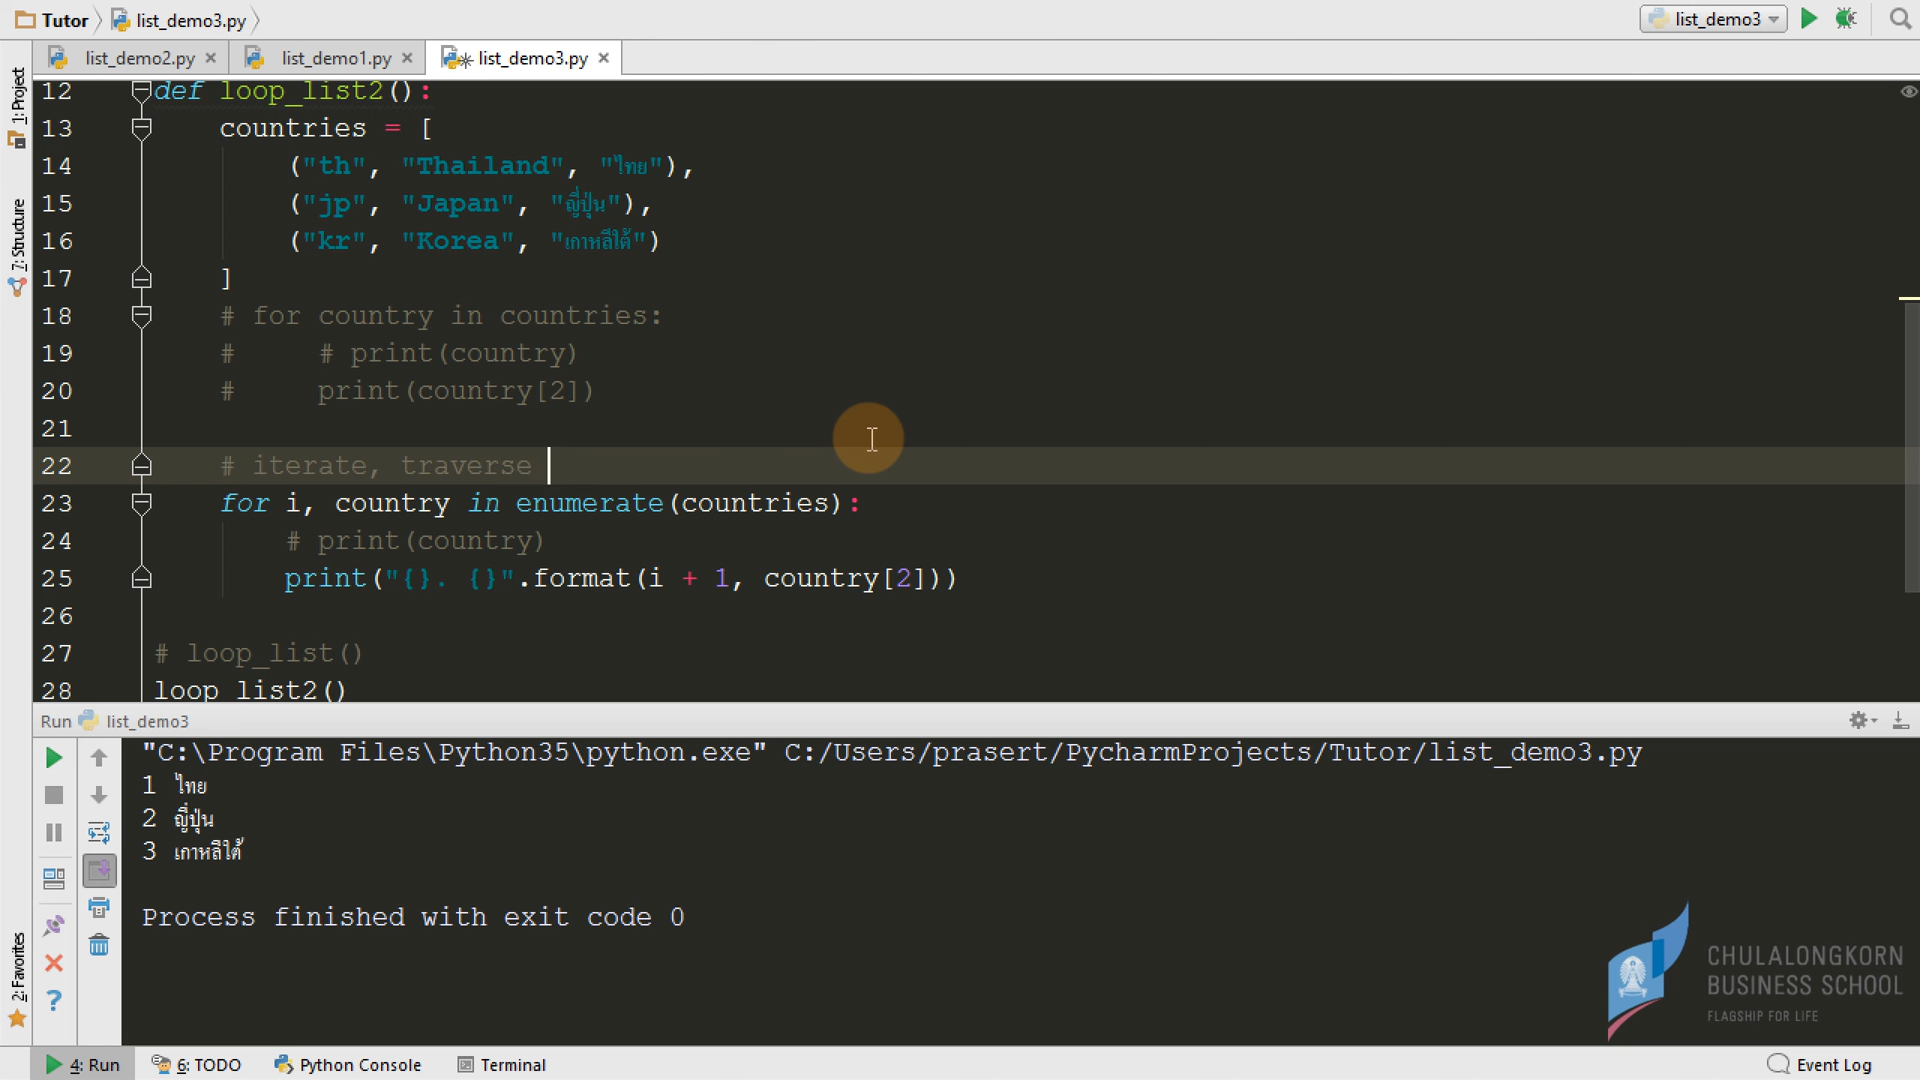 Tutor list_demo3.py list_demo3
list_demo2.py list_demo1.py list_demo3.py
1: Project
7: Structure
2: Favorites
12 def loop_list2():
13 countries = [
14 ("th", "Thailand", "ไทย"),
15 ("jp", "Japan", "ญี่ปุ่น"),
16 ("kr", "Korea", "เกาหลีใต้")
17 ]
18 # for country in countries:
19 # # print(country)
20 # print(country[2])
21
22 # iterate, traverse
23 for i, country in enumerate(countries):
24 # print(country)
25 print("{}. {}".format(i + 1, country[2]))
26
27 # loop_list()
28 loop_list2()
Run list_demo3
"C:\Program Files\Python35\python.exe" C:/Users/prasert/PycharmProjects/Tutor/list_demo3.py
1 ไทย
2 ญี่ปุ่น
3 เกาหลีใต้
Process finished with exit code 0
CHULALONGKORN
BUSINESS SCHOOL
FLAGSHIP FOR LIFE
4: Run 6: TODO Python Console Terminal Event Log